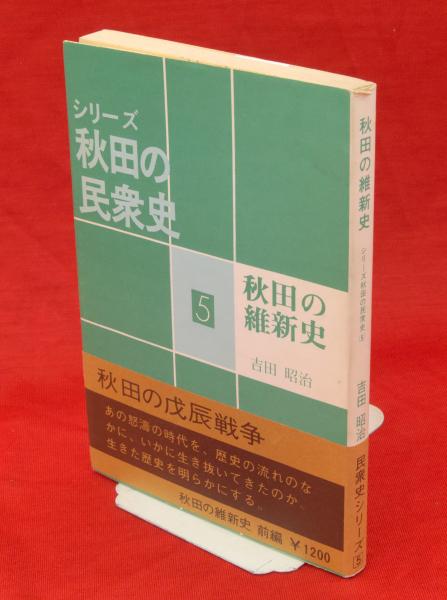 シリーズ
秋田の
民衆史
5
秋田の
維新史
吉田 昭治
秋田の戊辰戦争
あの怒濤の時代を、歴史の流れのな
かに、いかに生き抜いてきたのか。
生きた歴史を明らかにする。
秋田の維新史 前編 ¥1200
秋田の維新史
シリーズ秋田の民衆史 5
吉田 昭治
民衆史シリーズ 5